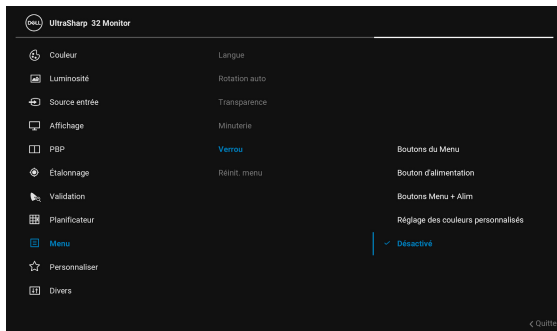 DELL UltraSharp 32 Monitor
Couleur
Langue
Luminosité
Rotation auto
Source entrée
Transparence
Affichage
Minuterie
PBP
Verrou
Boutons du Menu
Étalonnage
Réinit. menu
Bouton d'alimentation
Validation
Boutons Menu + Alim
Planificateur
Réglage des couleurs personnalisés
Menu
Désactivé
Personnaliser
Divers
Quitte